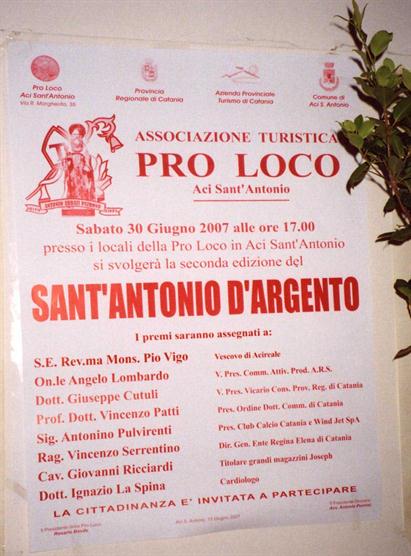 Pro Loco
Aci Sant'Antonio
Via R. Margherita, 35
Provincia
Regionale di Catania
Azienda Provinciale
Turismo di Catania
Comune di
Aci S. Antonio
ASSOCIAZIONE TURISTICA
PRO LOCO
Aci Sant'Antonio
Sabato 30 Giugno 2007 alle ore 17.00
presso i locali della Pro Loco in Aci Sant'Antonio
si svolgerà la seconda edizione del
SANT'ANTONIO D'ARGENTO
I premi saranno assegnati a:
S.E. Rev.ma Mons. Pio Vigo Vescovo di Acireale
On.le Angelo Lombardo V. Pres. Comm. Attiv. Prod. A.R.S.
Dott. Giuseppe Cutuli V. Pres. Vicario Cons. Prov. Reg. di Catania
Prof. Dott. Vincenzo Patti Pres. Ordine Dott. Comm. di Catania
Sig. Antonino Pulvirenti Pres. Club Calcio Catania e Wind Jet SpA
Rag. Vincenzo Serrentino Dir. Gen. Ente Regina Elena di Catania
Cav. Giovanni Ricciardi Titolare grandi magazzini Joseph
Dott. Ignazio La Spina Cardiologo
LA CITTADINANZA E' INVITATA A PARTECIPARE
Il Presidente Pro Loco
Aci S. Antonio, 15 Giugno, 2007
Il Presidente